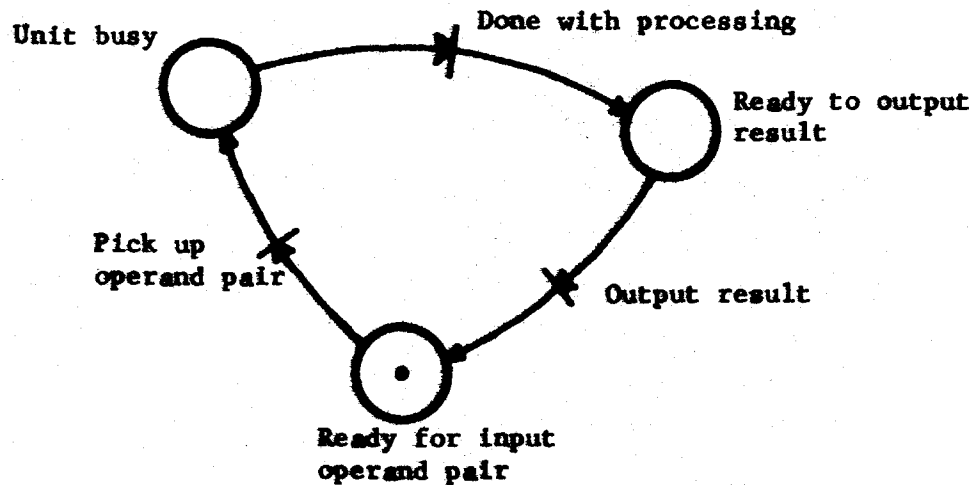 Unit busy
Done with processing
Ready to output
result
Pick up
operand pair
Output result
Ready for input
operand pair